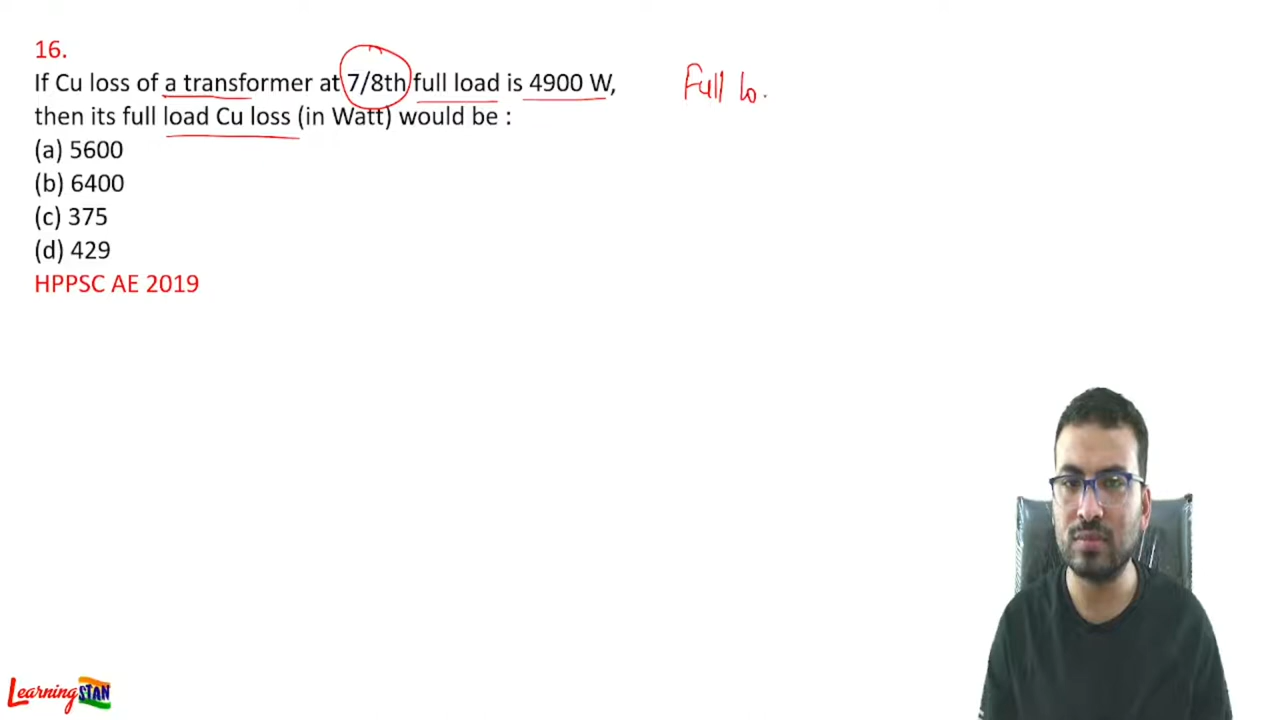 16.
If Cu loss of a transformer at 7/8th full load is 4900 W,
then its full load Cu loss (in Watt) would be :
(a) 5600
(b) 6400
(c) 375
(d) 429
HPPSC AE 2019
Full lo
LearningSTAN